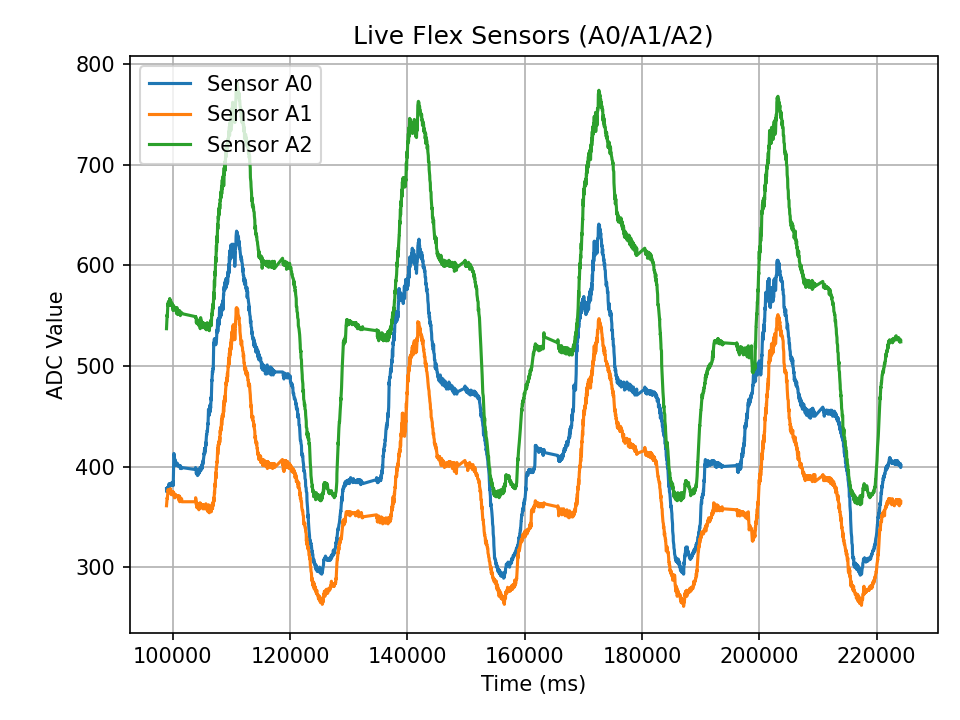 Live Flex Sensors (A0/A1/A2)
Sensor A0
Sensor A1
Sensor A2
ADC Value
800
700
600
500
400
300
100000 120000 140000 160000 180000 200000 220000
Time (ms)